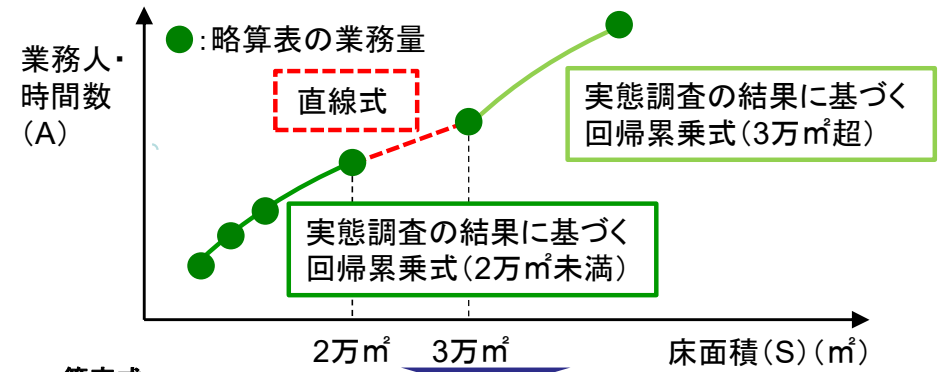 ●:略算表の業務量
業務人・
時間数
(A)
直線式
実態調査の結果に基づく
回帰累乗式(3万㎡超)
実態調査の結果に基づく
回帰累乗式(2万㎡未満)
2万㎡
3万㎡
床面積(S)(㎡)